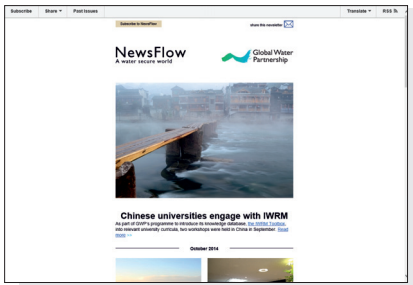 Subscribe Share Past Issues Translate RSS
Subscribe to NewsFlow share this newsletter
NewsFlow
A water secure world
Global Water
Partnership
Chinese universities engage with IWRM
As part of GWP's programme to introduce its knowledge database, the IWRM Toolbox,
into relevant university curricula, two workshops were held in China in September. Read
more >>
October 2014